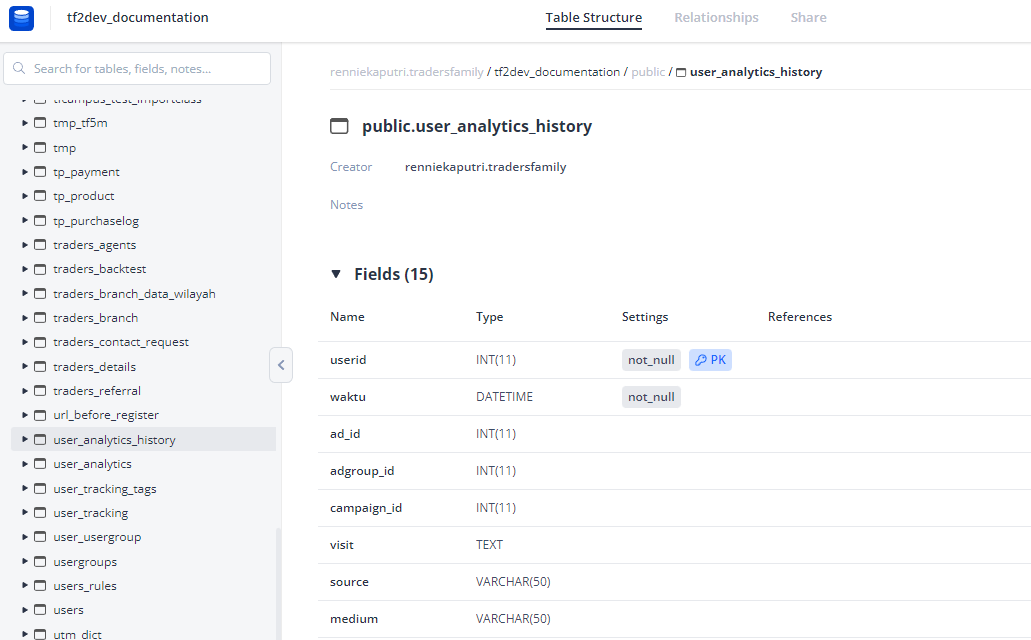 tf2dev_documentation
Table Structure
Relationships
Share
Search for tables, fields, notes...
tfcampus_test_importclass
tmp_tf5m
tmp
tp_payment
tp_product
tp_purchaselog
traders_agents
traders_backtest
traders_branch_data_wilayah
traders_branch
traders_contact_request
traders_details
traders_referral
url_before_register
user_analytics_history
user_analytics
user_tracking_tags
user_tracking
user_usergroup
usergroups
users_rules
users
utm_dict
renniekaputri.tradersfamily / tf2dev_documentation / public / user_analytics_history
public.user_analytics_history
Creator renniekaputri.tradersfamily
Notes
Fields (15)
Name Type Settings References
userid INT(11) not_null PK
waktu DATETIME not_null
ad_id INT(11)
adgroup_id INT(11)
campaign_id INT(11)
visit TEXT
source VARCHAR(50)
medium VARCHAR(50)